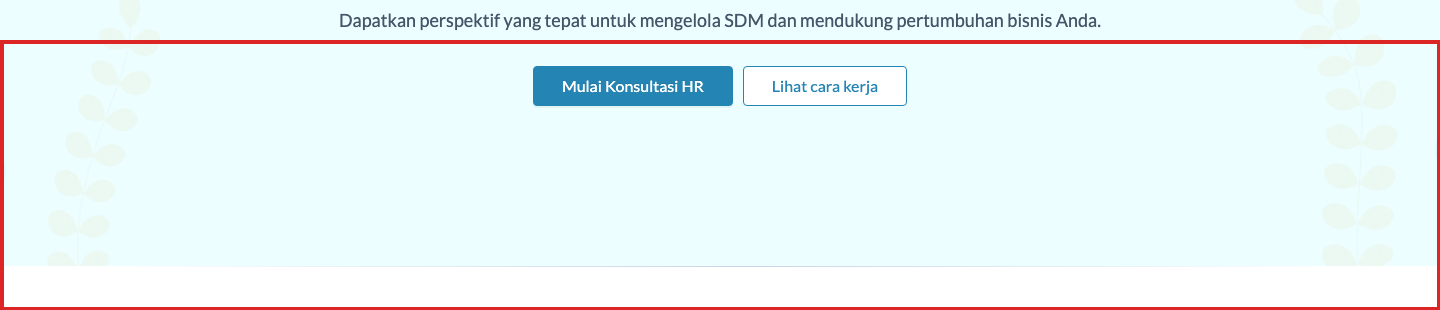 Dapatkan perspektif yang tepat untuk mengelola SDM dan mendukung pertumbuhan bisnis Anda.
Mulai Konsultasi HR
Lihat cara kerja